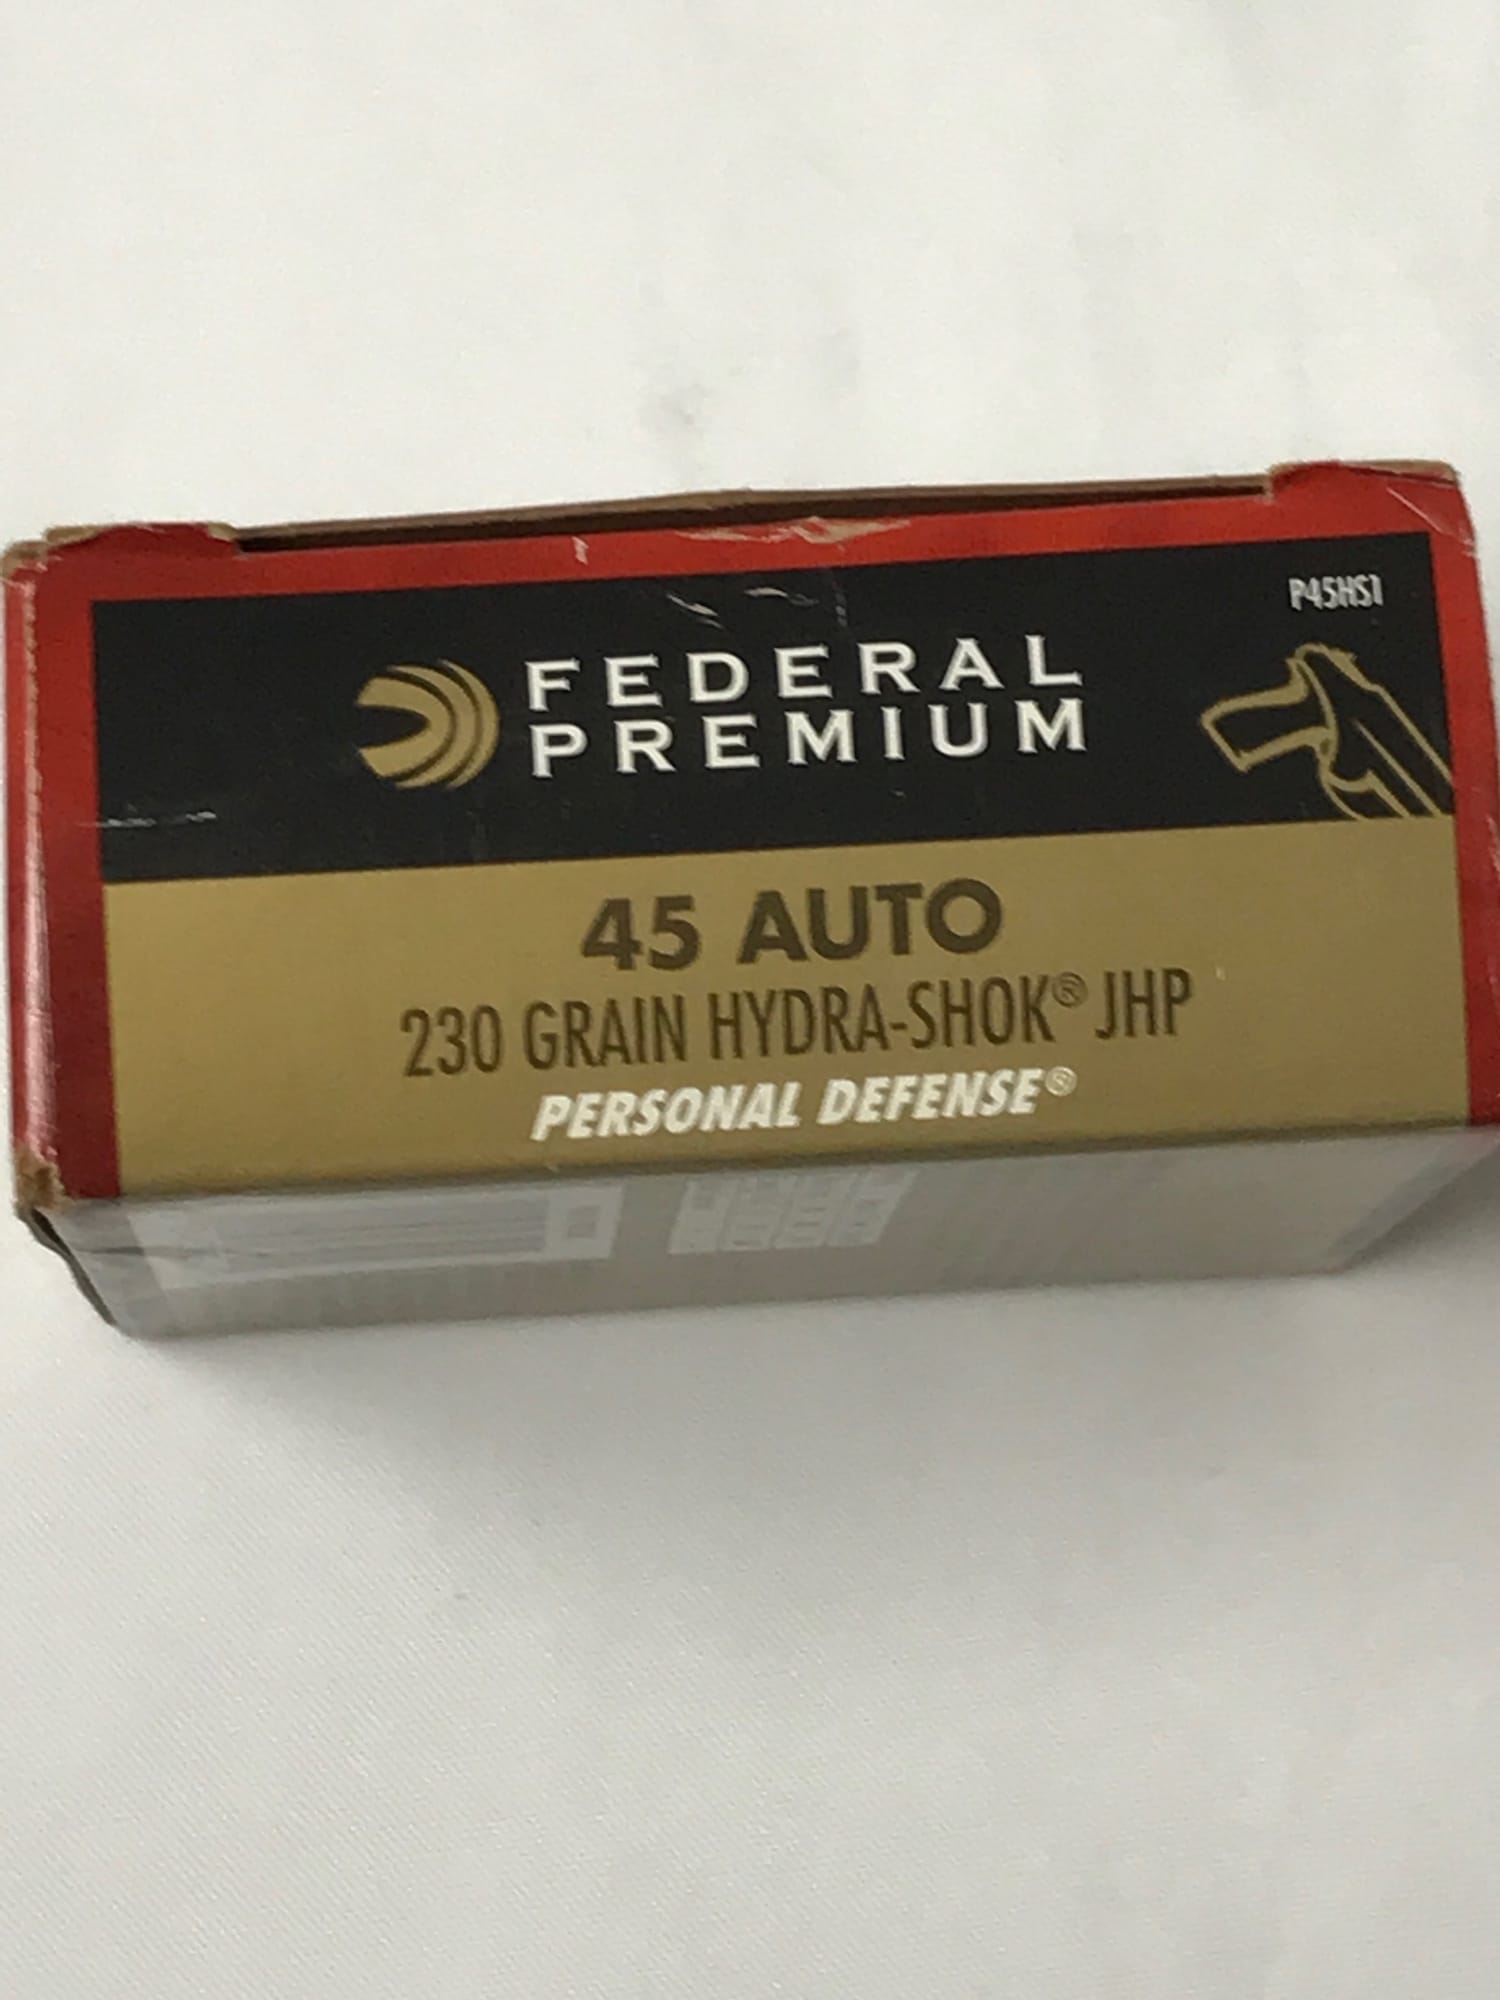 P45HS1
FEDERAL
PREMIUM
45 AUTO
230 GRAIN HYDRA-SHOK® JHP
PERSONAL DEFENSE®